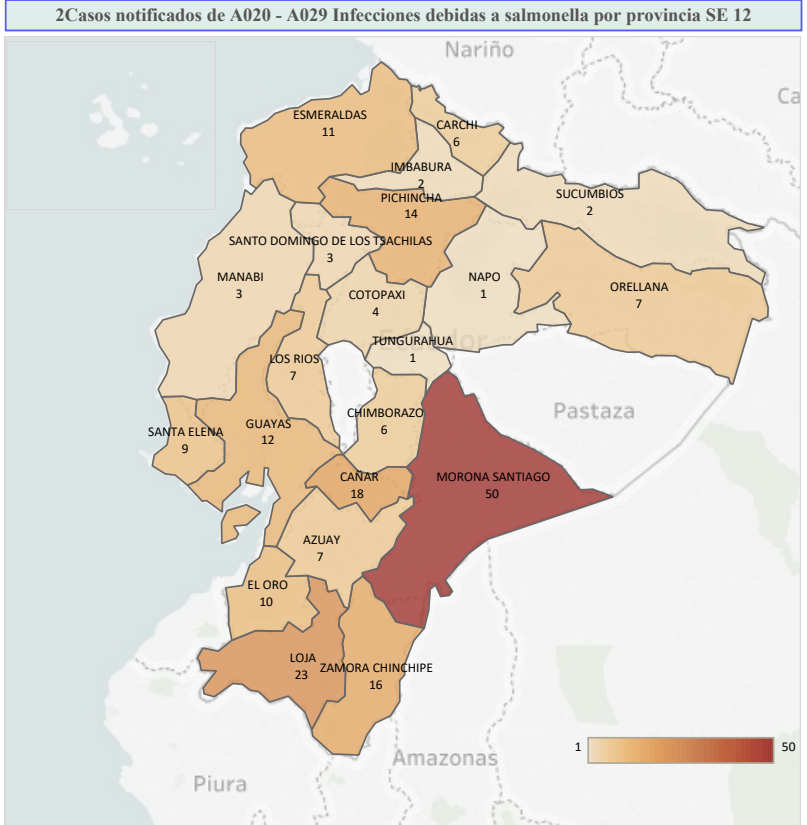 2Casos notificados de A020 - A029 Infecciones debidas a salmonella por provincia SE 12
Nariño
Ca
ESMERALDAS
11
CARCHI
6
IMBABURA
2
SUCUMBIOS
2
PICHINCHA
14
SANTO DOMINGO DE LOS TSACHILAS
3
MANABI
3
NAPO
1
ORELLANA
7
COTOPAXI
4
Ecuador
TUNGURAHUA
1
LOS RIOS
7
Pastaza
CHIMBORAZO
6
SANTA ELENA
9
GUAYAS
12
CAÑAR
18
MORONA SANTIAGO
50
AZUAY
7
EL ORO
10
LOJA
23
ZAMORA CHINCHIPE
16
1
50
Amazonas
Piura